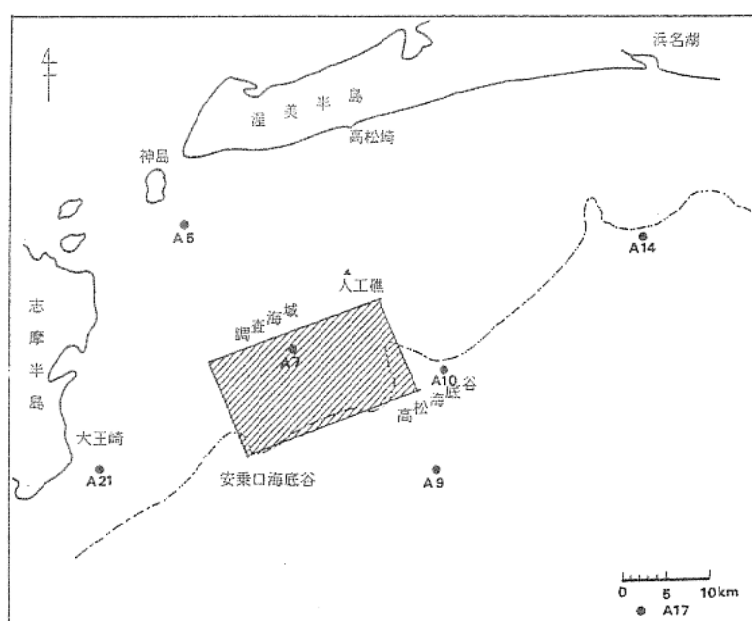 浜名湖
渥美半島
高松埼
神島
A6
A14
人工礁
調査海域
志摩半島
A7
A10
高松海底谷
大王崎
A21
安乗口海底谷
A9
0 5 10km
A17